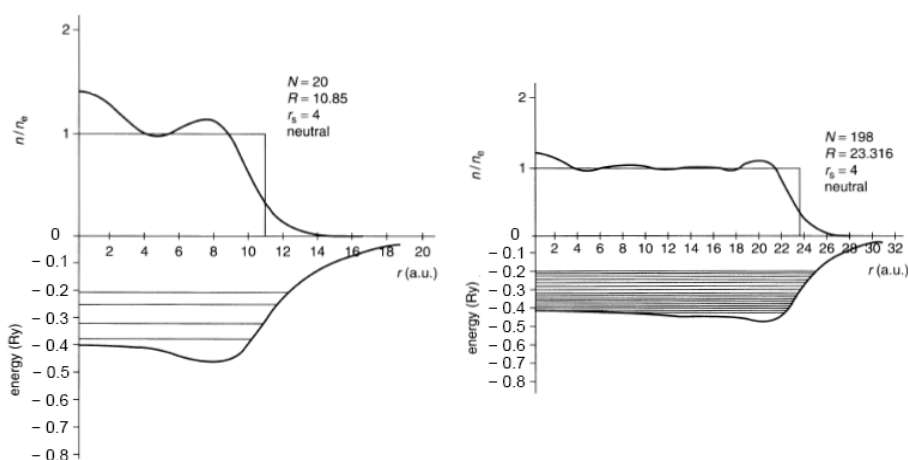 2
1
0
n/nₑ
N = 20
R = 10.85
rₛ = 4
neutral
2 4 6 8 10 12 14 16 18 20
r (a.u.)
– 0.1
– 0.2
– 0.3
– 0.4
– 0.5
– 0.6
– 0.7
– 0.8
energy (Ry)
2
1
0
n/nₑ
N = 198
R = 23.316
rₛ = 4
neutral
2 4 6 8 10 12 14 16 18 20 22 24 26 28 30 32
r (a.u.)
– 0.1
– 0.2
– 0.3
– 0.4
– 0.5
– 0.6
– 0.7
– 0.8
energy (Ry)